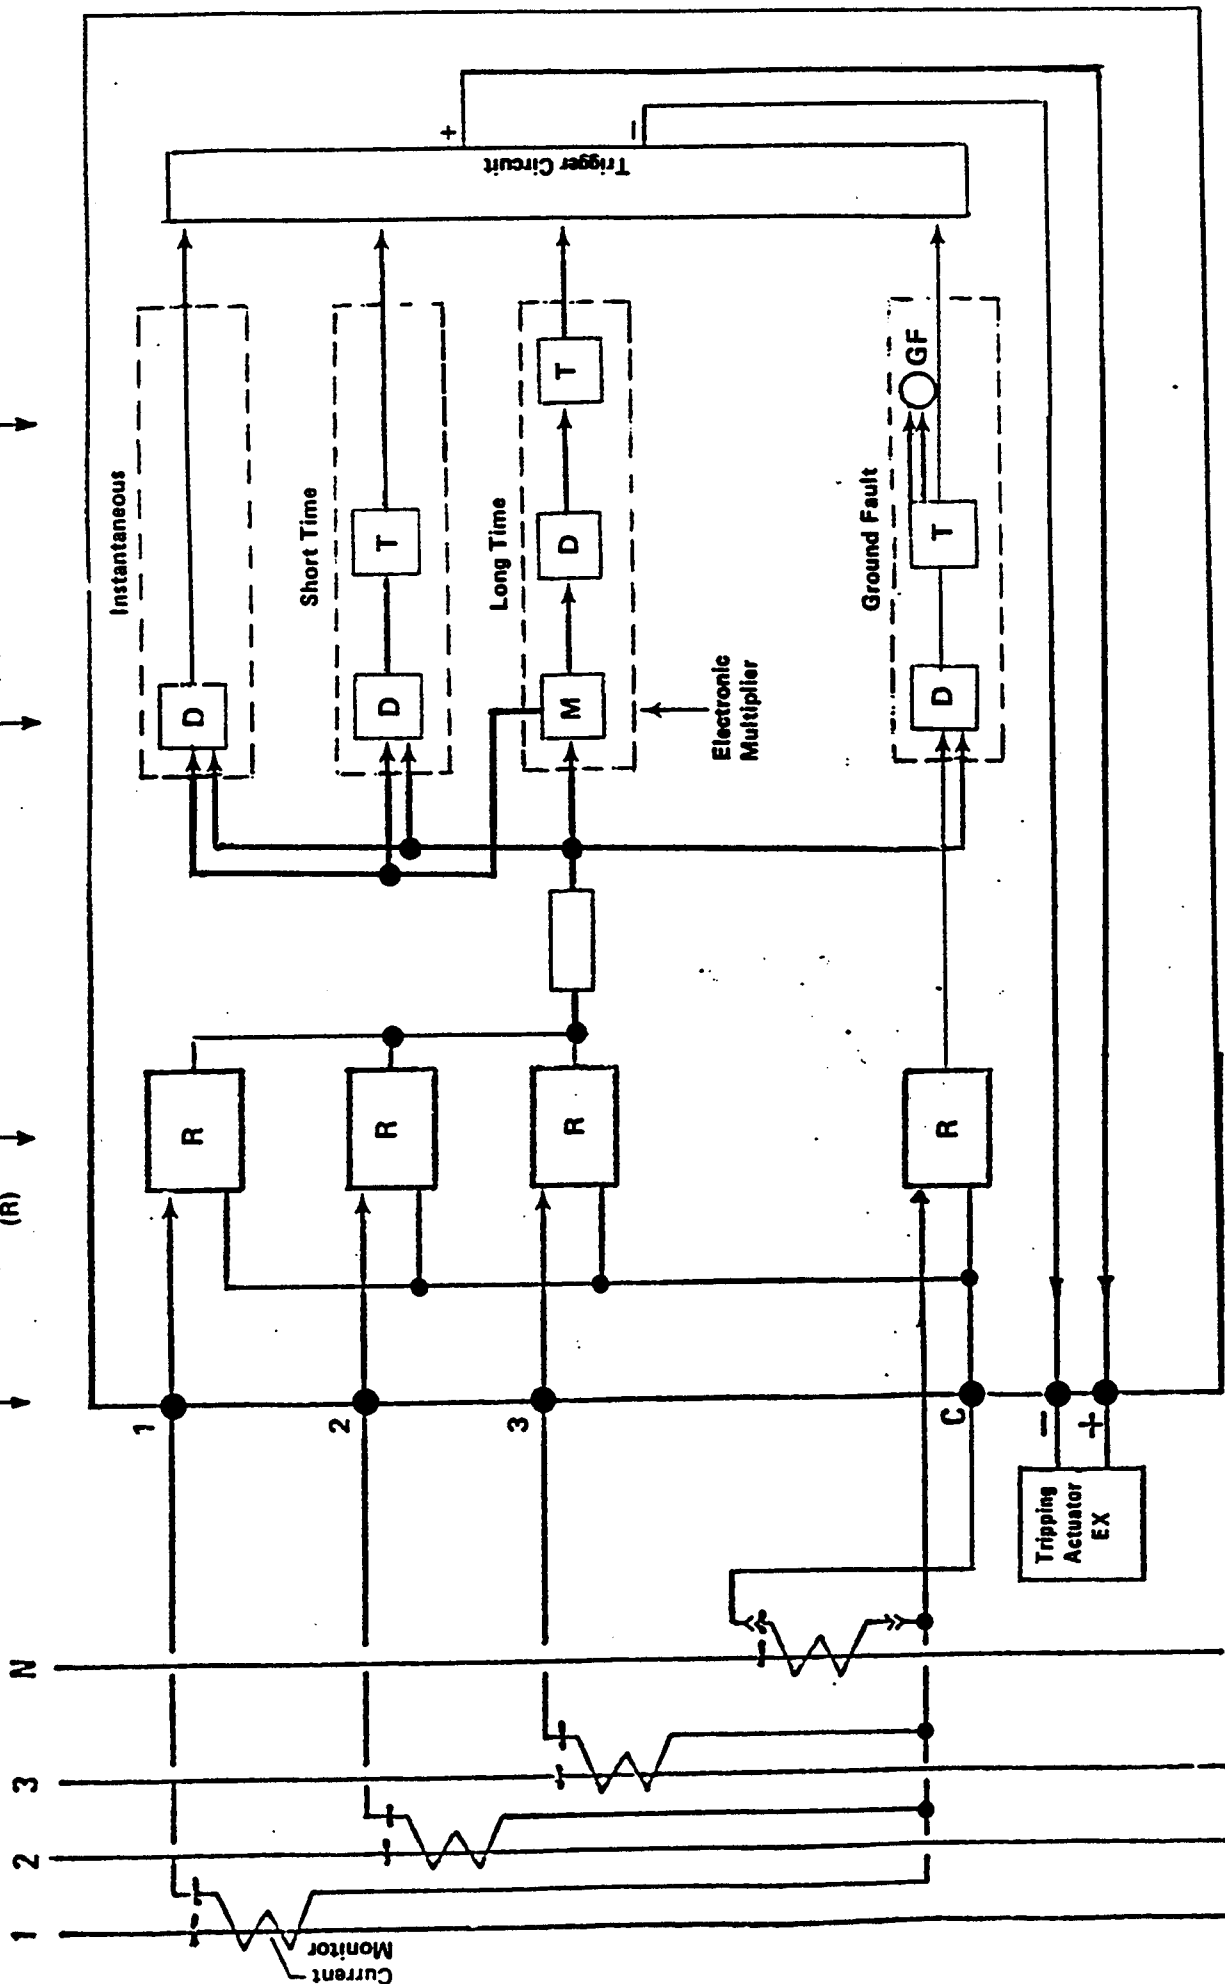 (R)
+
−
Trigger Circuit
Instantaneous
D
Short Time
D
T
Long Time
M
D
T
Electronic
Multiplier
Ground Fault
D
T
GF
R
R
R
R
1
2
3
C
−
+
Tripping
Actuator
EX
N
3
2
1
Current
Monitor